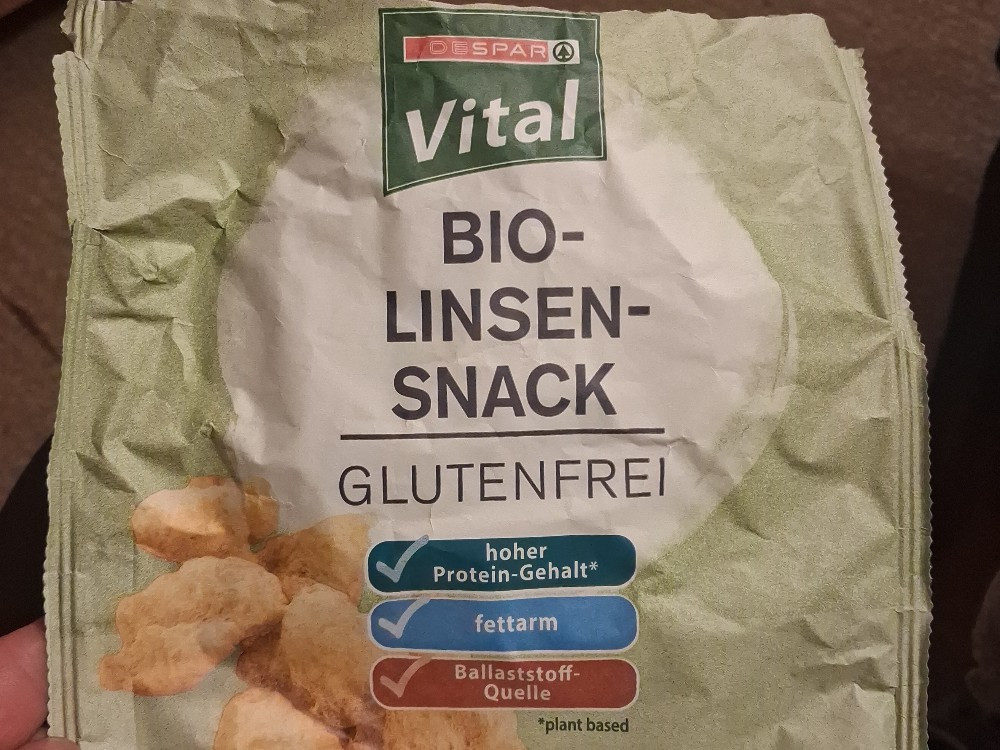 DESPAR
Vital
BIO-
LINSEN-
SNACK
GLUTENFREI
hoher
Protein-Gehalt*
fettarm
Ballaststoff-
Quelle
*plant based